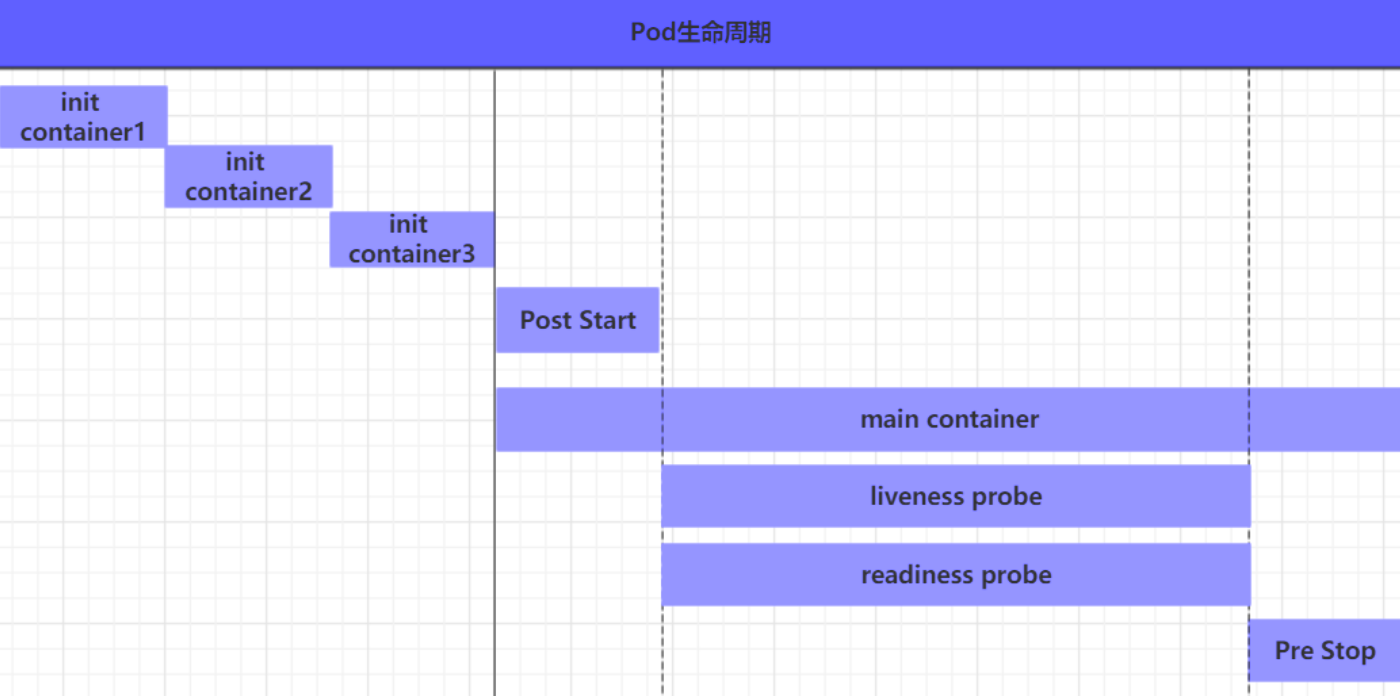 Pod生命周期
init
container1
init
container2
init
container3
Post Start
main container
liveness probe
readiness probe
Pre Stop